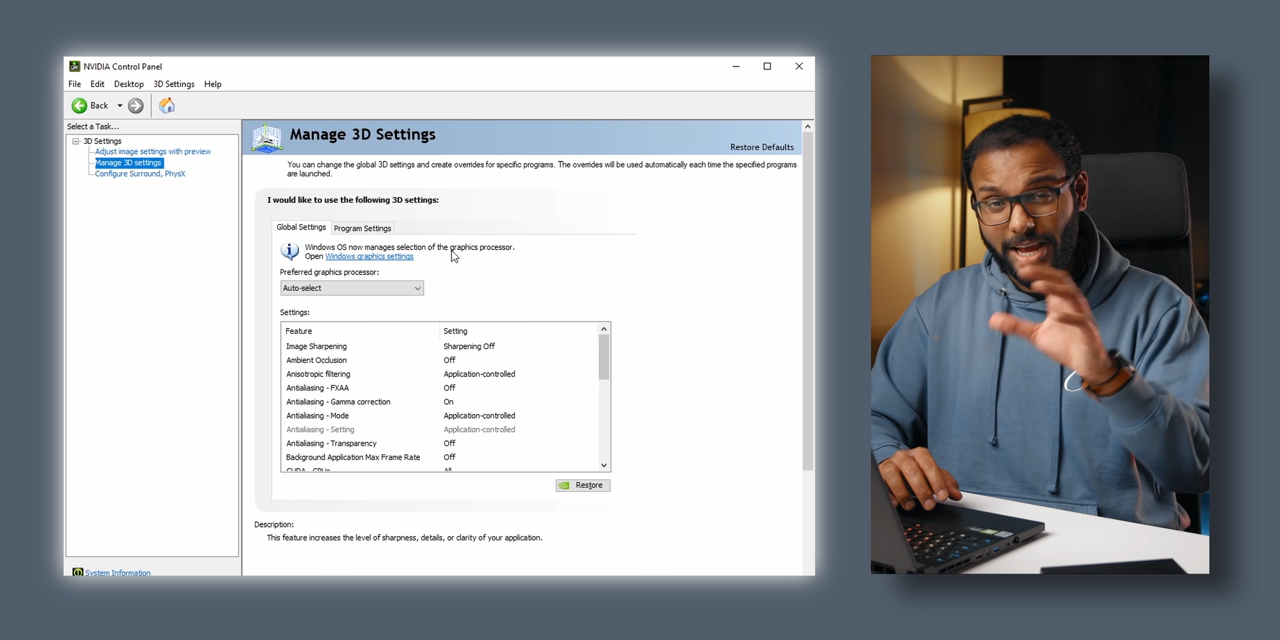 NVIDIA Control Panel
File Edit Desktop 3D Settings Help
Back
Select a Task...
3D Settings
Adjust image settings with preview
Manage 3D settings
Configure Surround, PhysX
System Information
Manage 3D Settings
Restore Defaults
You can change the global 3D settings and create overrides for specific programs. The overrides will be used automatically each time the specified programs
are launched.
I would like to use the following 3D settings:
Global Settings Program Settings
Windows OS now manages selection of the graphics processor.
Open Windows graphics settings
Preferred graphics processor:
Auto-select
Settings:
Feature Setting
Image Sharpening Sharpening Off
Ambient Occlusion Off
Anisotropic filtering Application-controlled
Antialiasing - FXAA Off
Antialiasing - Gamma correction On
Antialiasing - Mode Application-controlled
Antialiasing - Setting Application-controlled
Antialiasing - Transparency Off
Background Application Max Frame Rate Off
CUDA - GPUs All
Restore
Description:
This feature increases the level of sharpness, details, or clarity of your application.